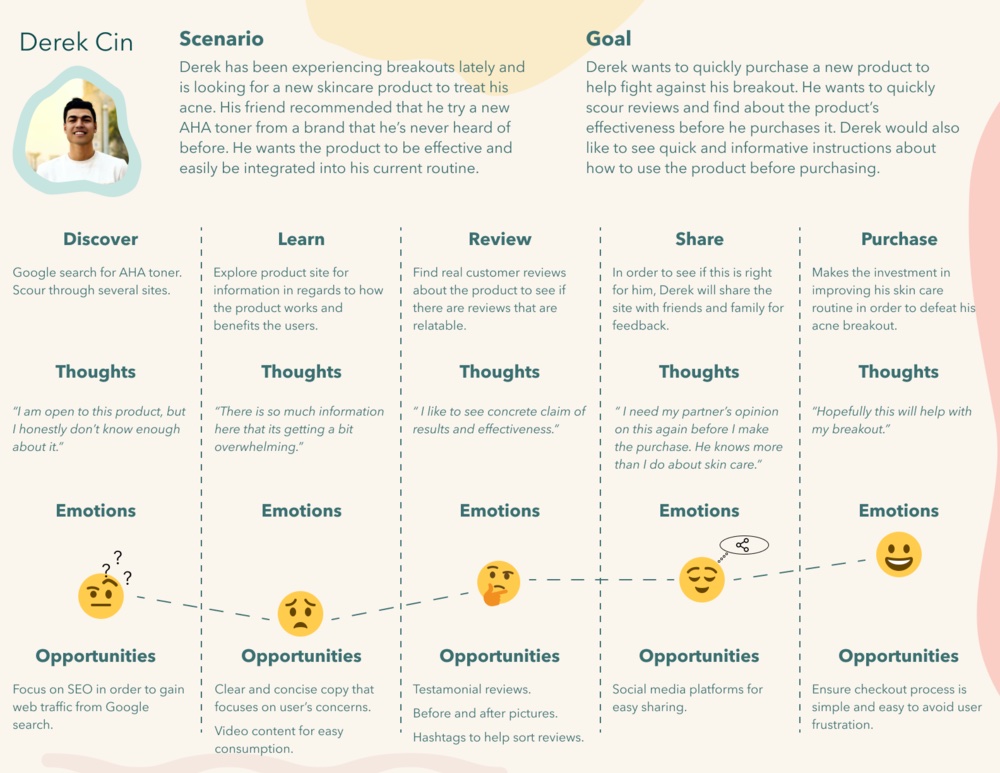 Derek Cin
Scenario
Derek has been experiencing breakouts lately and
is looking for a new skincare product to treat his
acne. His friend recommended that he try a new
AHA toner from a brand that he's never heard of
before. He wants the product to be effective and
easily be integrated into his current routine.
Goal
Derek wants to quickly purchase a new product to
help fight against his breakout. He wants to quickly
scour reviews and find about the product's
effectiveness before he purchases it. Derek would also
like to see quick and informative instructions about
how to use the product before purchasing.
Discover
Google search for AHA toner.
Scour through several sites.
Learn
Explore product site for
information in regards to how
the product works and
benefits the users.
Review
Find real customer reviews
about the product to see if
there are reviews that are
relatable.
Share
In order to see if this is right
for him, Derek will share the
site with friends and family for
feedback.
Purchase
Makes the investment in
improving his skin care
routine in order to defeat his
acne breakout.
Thoughts
"I am open to this product, but
I honestly don't know enough
about it."
Thoughts
"There is so much information
here that its getting a bit
overwhelming."
Thoughts
" I like to see concrete claim of
results and effectiveness."
Thoughts
" I need my partner's opinion
on this again before I make
the purchase. He knows more
than I do about skin care."
Thoughts
"Hopefully this will help with
my breakout."
Emotions
? ? ?
Emotions
Emotions
Emotions
Emotions
Opportunities
Focus on SEO in order to gain
web traffic from Google
search.
Opportunities
Clear and concise copy that
focuses on user's concerns.
Video content for easy
consumption.
Opportunities
Testamonial reviews.
Before and after pictures.
Hashtags to help sort reviews.
Opportunities
Social media platforms for
easy sharing.
Opportunities
Ensure checkout process is
simple and easy to avoid user
frustration.